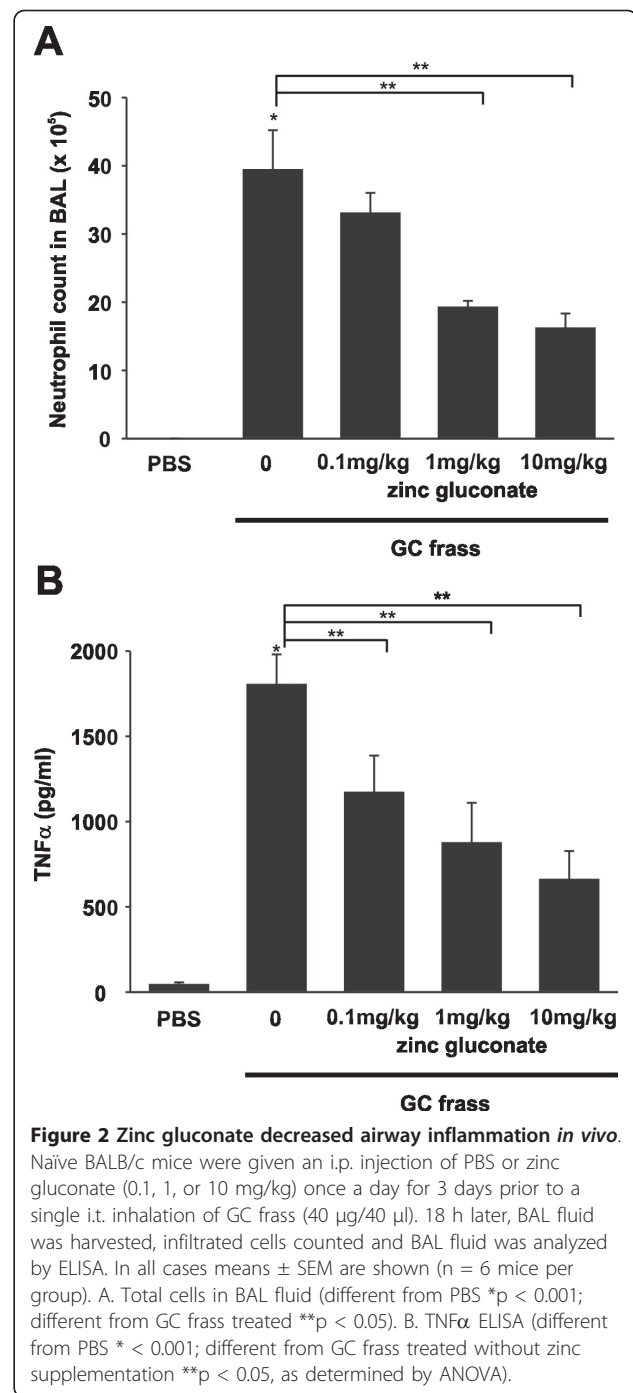 A
**
**
*
50
40
30
20
10
0
Neutrophil count in BAL (x 10⁵)
PBS 0 0.1mg/kg 1mg/kg 10mg/kg
zinc gluconate
GC frass
B
**
**
**
*
2000
1500
1000
500
0
TNFα (pg/ml)
PBS 0 0.1mg/kg 1mg/kg 10mg/kg
zinc gluconate
GC frass
Figure 2 Zinc gluconate decreased airway inflammation in vivo.
Naïve BALB/c mice were given an i.p. injection of PBS or zinc
gluconate (0.1, 1, or 10 mg/kg) once a day for 3 days prior to a
single i.t. inhalation of GC frass (40 μg/40 μl). 18 h later, BAL fluid
was harvested, infiltrated cells counted and BAL fluid was analyzed
by ELISA. In all cases means ± SEM are shown (n = 6 mice per
group). A. Total cells in BAL fluid (different from PBS *p < 0.001;
different from GC frass treated **p < 0.05). B. TNFα ELISA (different
from PBS * < 0.001; different from GC frass treated without zinc
supplementation **p < 0.05, as determined by ANOVA).